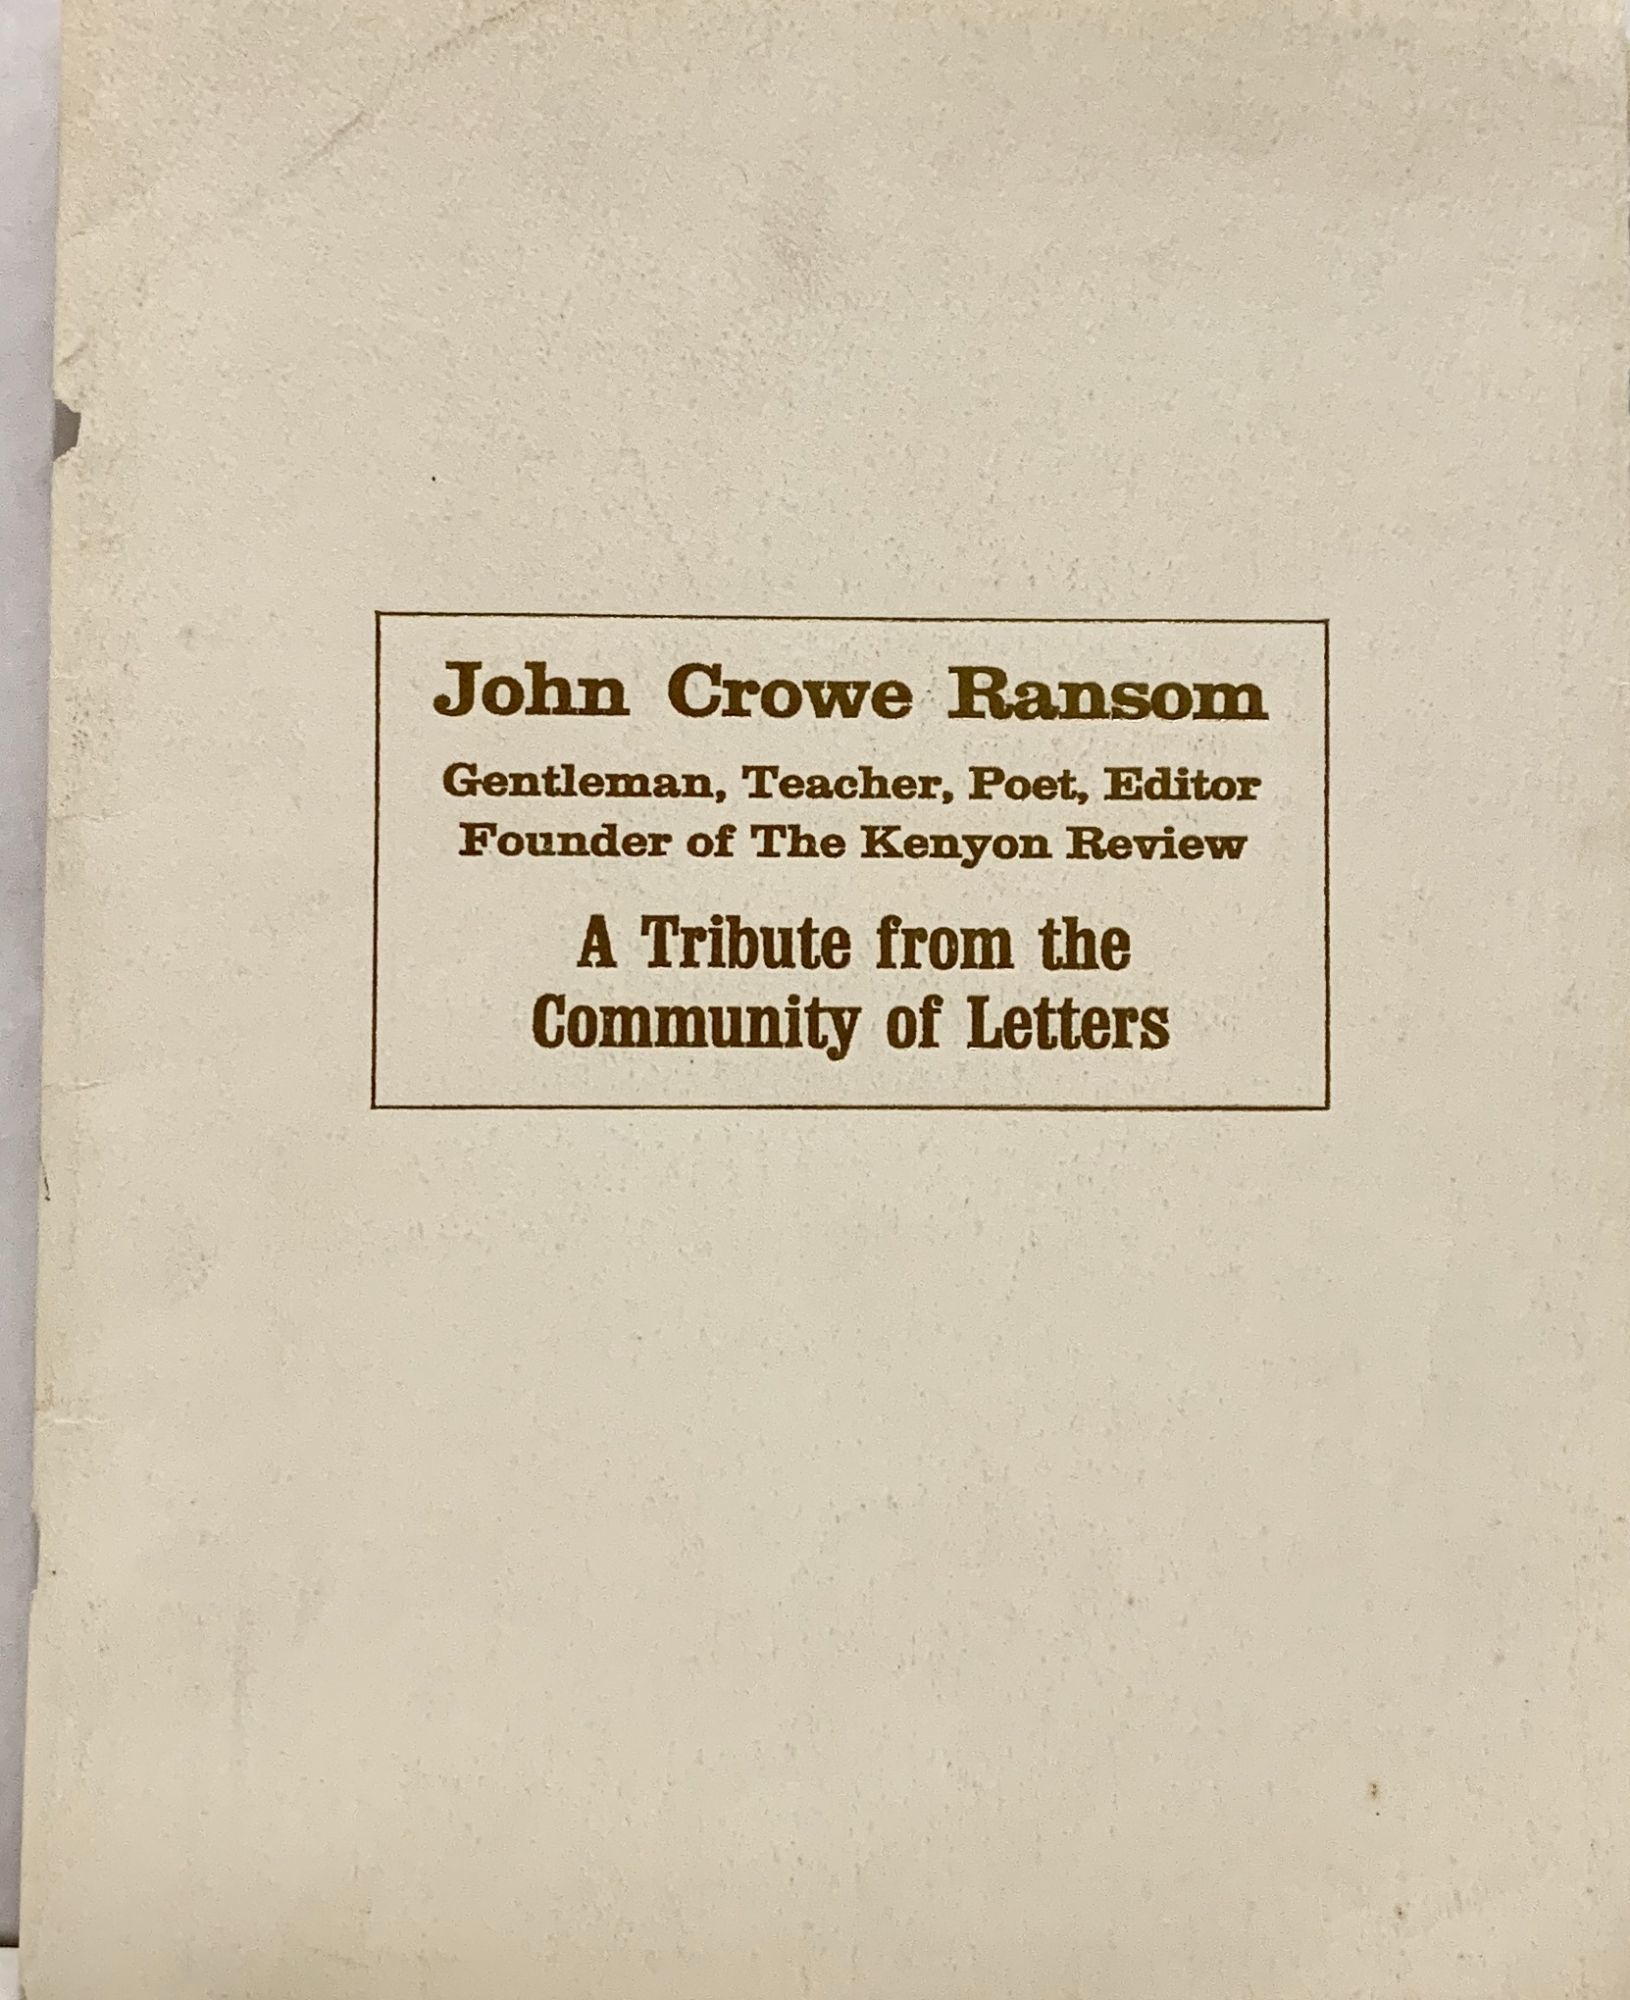 John Crowe Ransom
Gentleman, Teacher, Poet, Editor
Founder of The Kenyon Review
A Tribute from the
Community of Letters